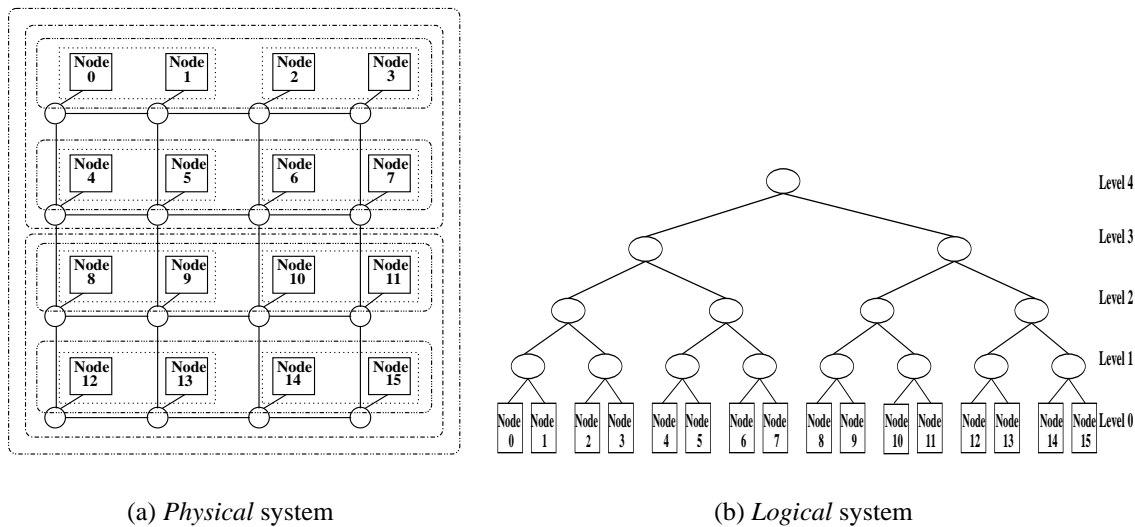 Node 0
Node 1
Node 2
Node 3
Node 4
Node 5
Node 6
Node 7
Node 8
Node 9
Node 10
Node 11
Node 12
Node 13
Node 14
Node 15
(a) Physical system
Level 4
Level 3
Level 2
Level 1
Node 0
Node 1
Node 2
Node 3
Node 4
Node 5
Node 6
Node 7
Node 8
Node 9
Node 10
Node 11
Node 12
Node 13
Node 14
Node 15
Level 0
(b) Logical system